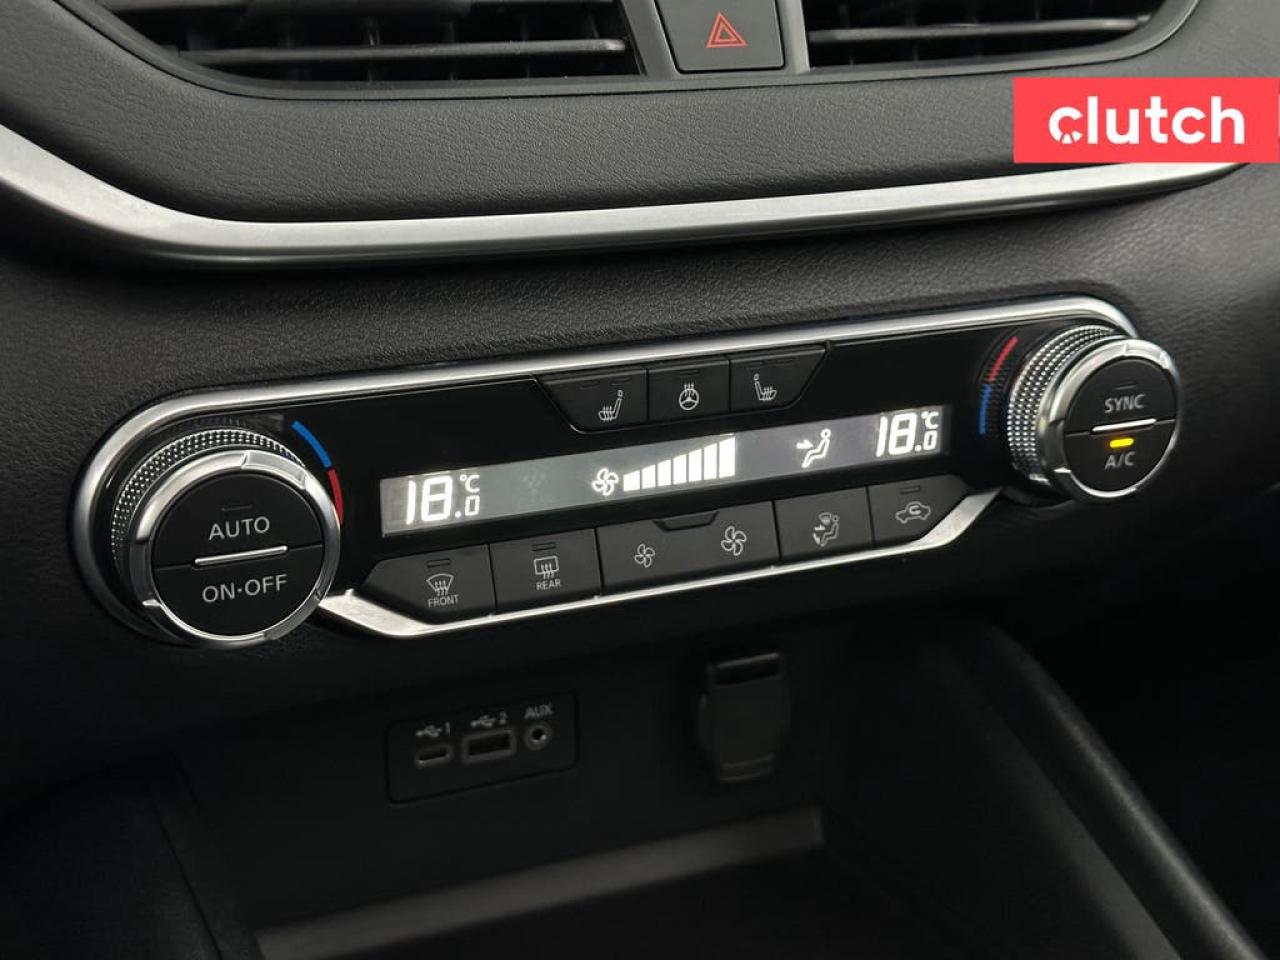 clutch
SYNC
A/C
18.0°C
18.0°C
AUTO
ON·OFF
FRONT
REAR
1
2
AUX